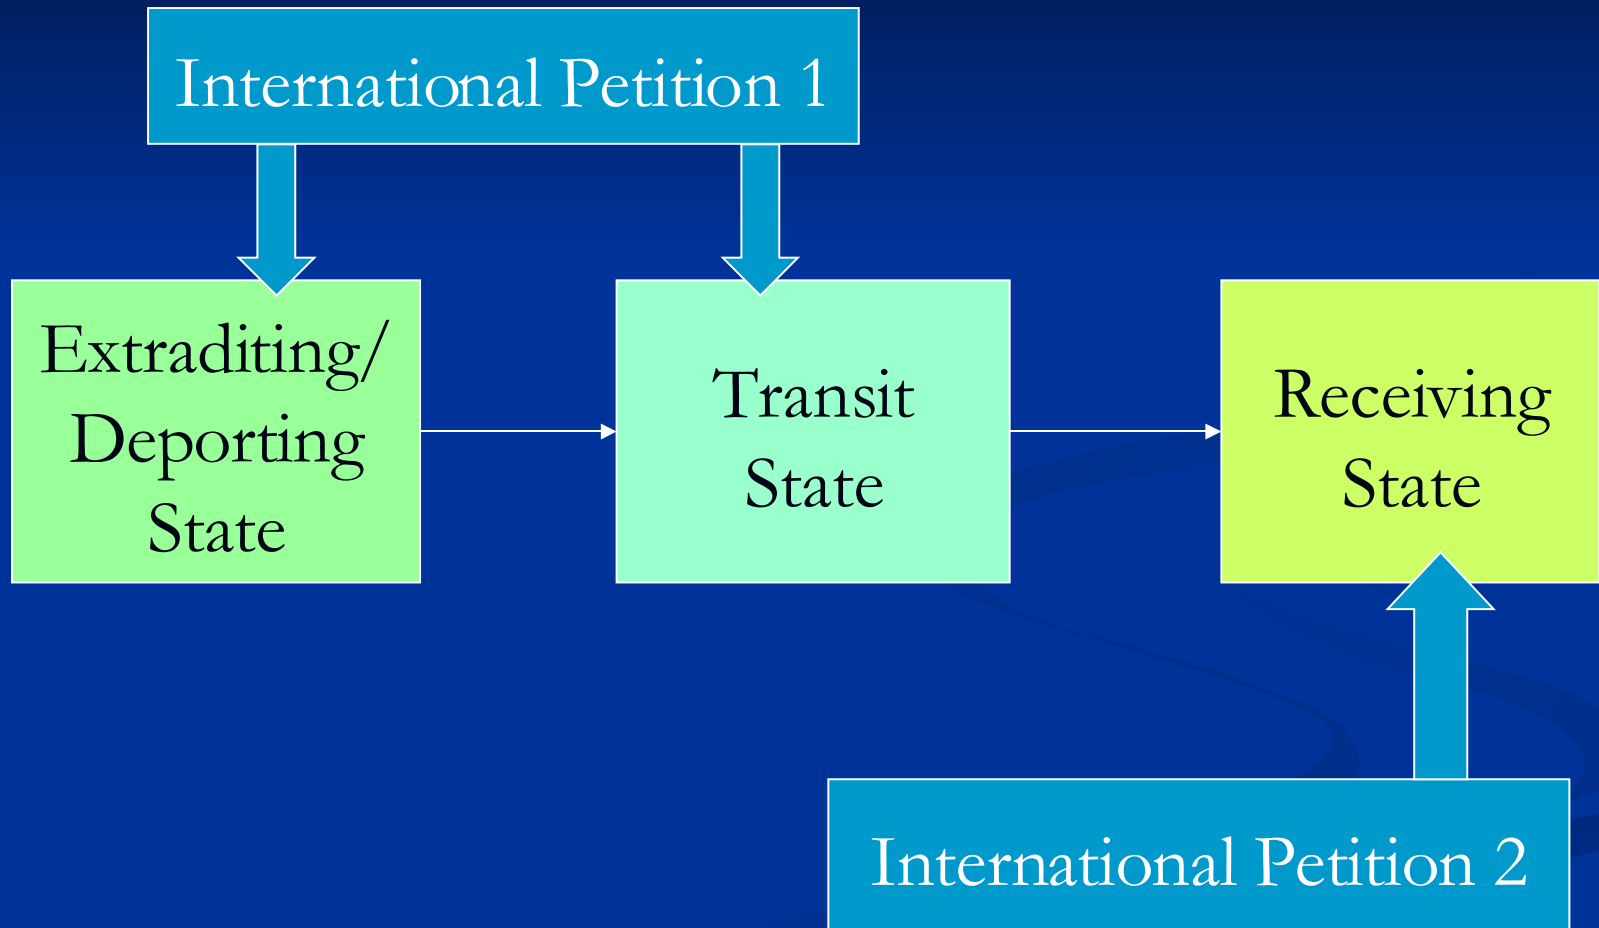 International Petition 1
Extraditing/
Deporting
State
Transit
State
Receiving
State
International Petition 2